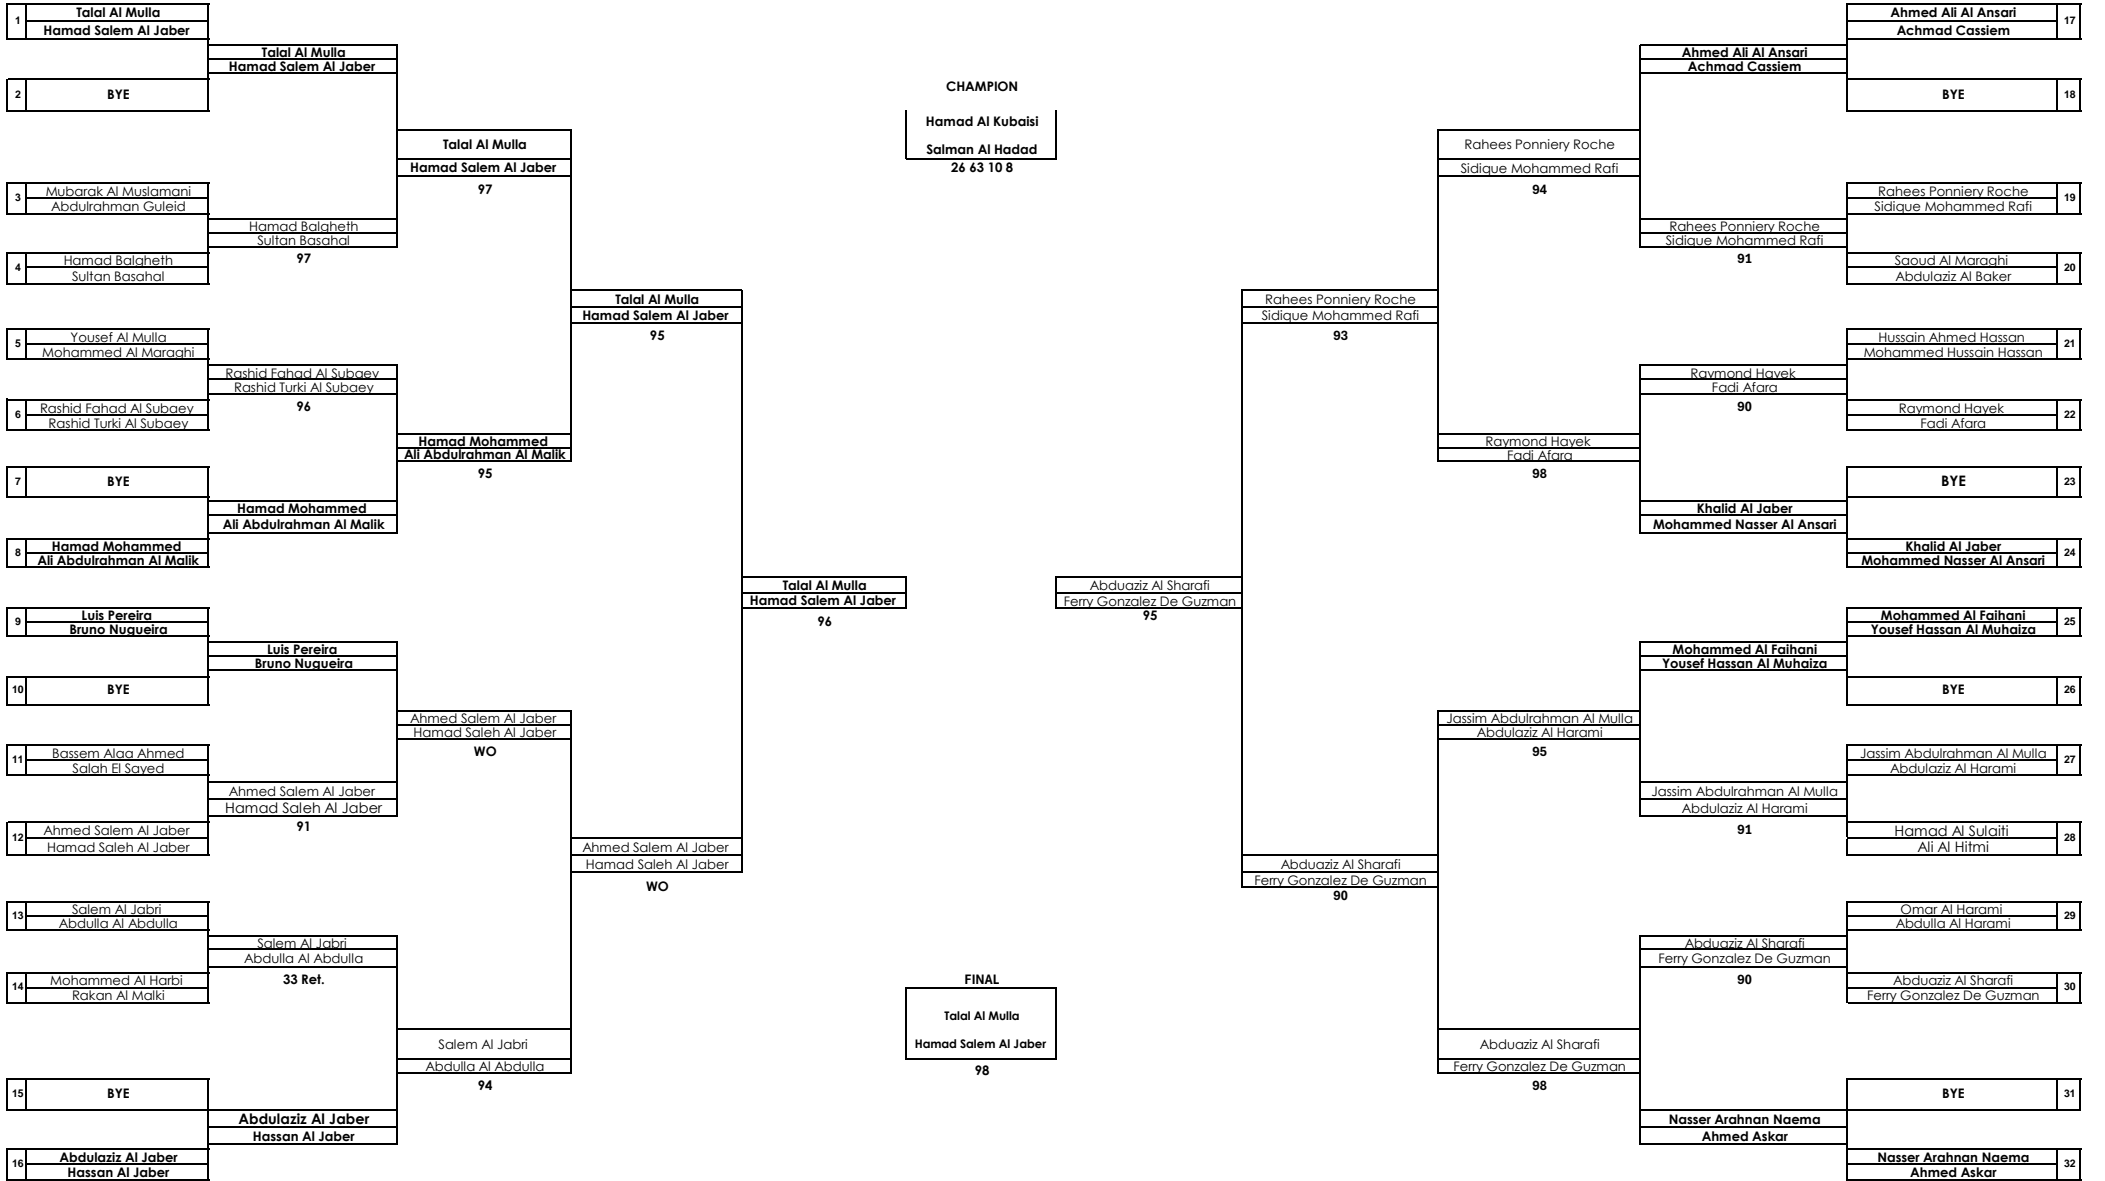 1
Talal Al Mulla
Hamad Salem Al Jaber
Talal Al Mulla
Hamad Salem Al Jaber
2
BYE
Talal Al Mulla
Hamad Salem Al Jaber
97
3
Mubarak Al Muslamani
Abdulrahman Guleid
Hamad Balgheth
Sultan Basahal
97
4
Hamad Balgheth
Sultan Basahal
Talal Al Mulla
Hamad Salem Al Jaber
95
5
Yousef Al Mulla
Mohammed Al Maraghi
Rashid Fahad Al Subaey
Rashid Turki Al Subaey
96
6
Rashid Fahad Al Subaey
Rashid Turki Al Subaey
Hamad Mohammed
Ali Abdulrahman Al Malik
95
7
BYE
Hamad Mohammed
Ali Abdulrahman Al Malik
8
Hamad Mohammed
Ali Abdulrahman Al Malik
Talal Al Mulla
Hamad Salem Al Jaber
96
9
Luis Pereira
Bruno Nugueira
Luis Pereira
Bruno Nugueira
10
BYE
Ahmed Salem Al Jaber
Hamad Saleh Al Jaber
WO
11
Bassem Alaa Ahmed
Salah El Sayed
Ahmed Salem Al Jaber
Hamad Saleh Al Jaber
91
12
Ahmed Salem Al Jaber
Hamad Saleh Al Jaber
Ahmed Salem Al Jaber
Hamad Saleh Al Jaber
WO
13
Salem Al Jabri
Abdulla Al Abdulla
Salem Al Jabri
Abdulla Al Abdulla
33 Ret.
14
Mohammed Al Harbi
Rakan Al Malki
Salem Al Jabri
Abdulla Al Abdulla
94
15
BYE
Abdulaziz Al Jaber
Hassan Al Jaber
16
Abdulaziz Al Jaber
Hassan Al Jaber
CHAMPION
Hamad Al Kubaisi
Salman Al Hadad
26 63 10 8
FINAL
Talal Al Mulla
Hamad Salem Al Jaber
98
Ahmed Ali Al Ansari
Achmad Cassiem
17
Ahmed Ali Al Ansari
Achmad Cassiem
BYE
18
Rahees Ponniery Roche
Sidique Mohammed Rafi
94
Rahees Ponniery Roche
Sidique Mohammed Rafi
19
Rahees Ponniery Roche
Sidique Mohammed Rafi
91
Saoud Al Maraghi
Abdulaziz Al Baker
20
Rahees Ponniery Roche
Sidique Mohammed Rafi
93
Hussain Ahmed Hassan
Mohammed Hussain Hassan
21
Raymond Hayek
Fadi Afara
90
Raymond Hayek
Fadi Afara
22
Raymond Hayek
Fadi Afara
98
BYE
23
Khalid Al Jaber
Mohammed Nasser Al Ansari
Khalid Al Jaber
Mohammed Nasser Al Ansari
24
Abduaziz Al Sharafi
Ferry Gonzalez De Guzman
95
Mohammed Al Faihani
Yousef Hassan Al Muhaiza
25
Mohammed Al Faihani
Yousef Hassan Al Muhaiza
BYE
26
Jassim Abdulrahman Al Mulla
Abdulaziz Al Harami
95
Jassim Abdulrahman Al Mulla
Abdulaziz Al Harami
27
Jassim Abdulrahman Al Mulla
Abdulaziz Al Harami
91
Hamad Al Sulaiti
Ali Al Hitmi
28
Abduaziz Al Sharafi
Ferry Gonzalez De Guzman
90
Omar Al Harami
Abdulla Al Harami
29
Abduaziz Al Sharafi
Ferry Gonzalez De Guzman
90
Abduaziz Al Sharafi
Ferry Gonzalez De Guzman
30
Abduaziz Al Sharafi
Ferry Gonzalez De Guzman
98
BYE
31
Nasser Arahnan Naema
Ahmed Askar
Nasser Arahnan Naema
Ahmed Askar
32